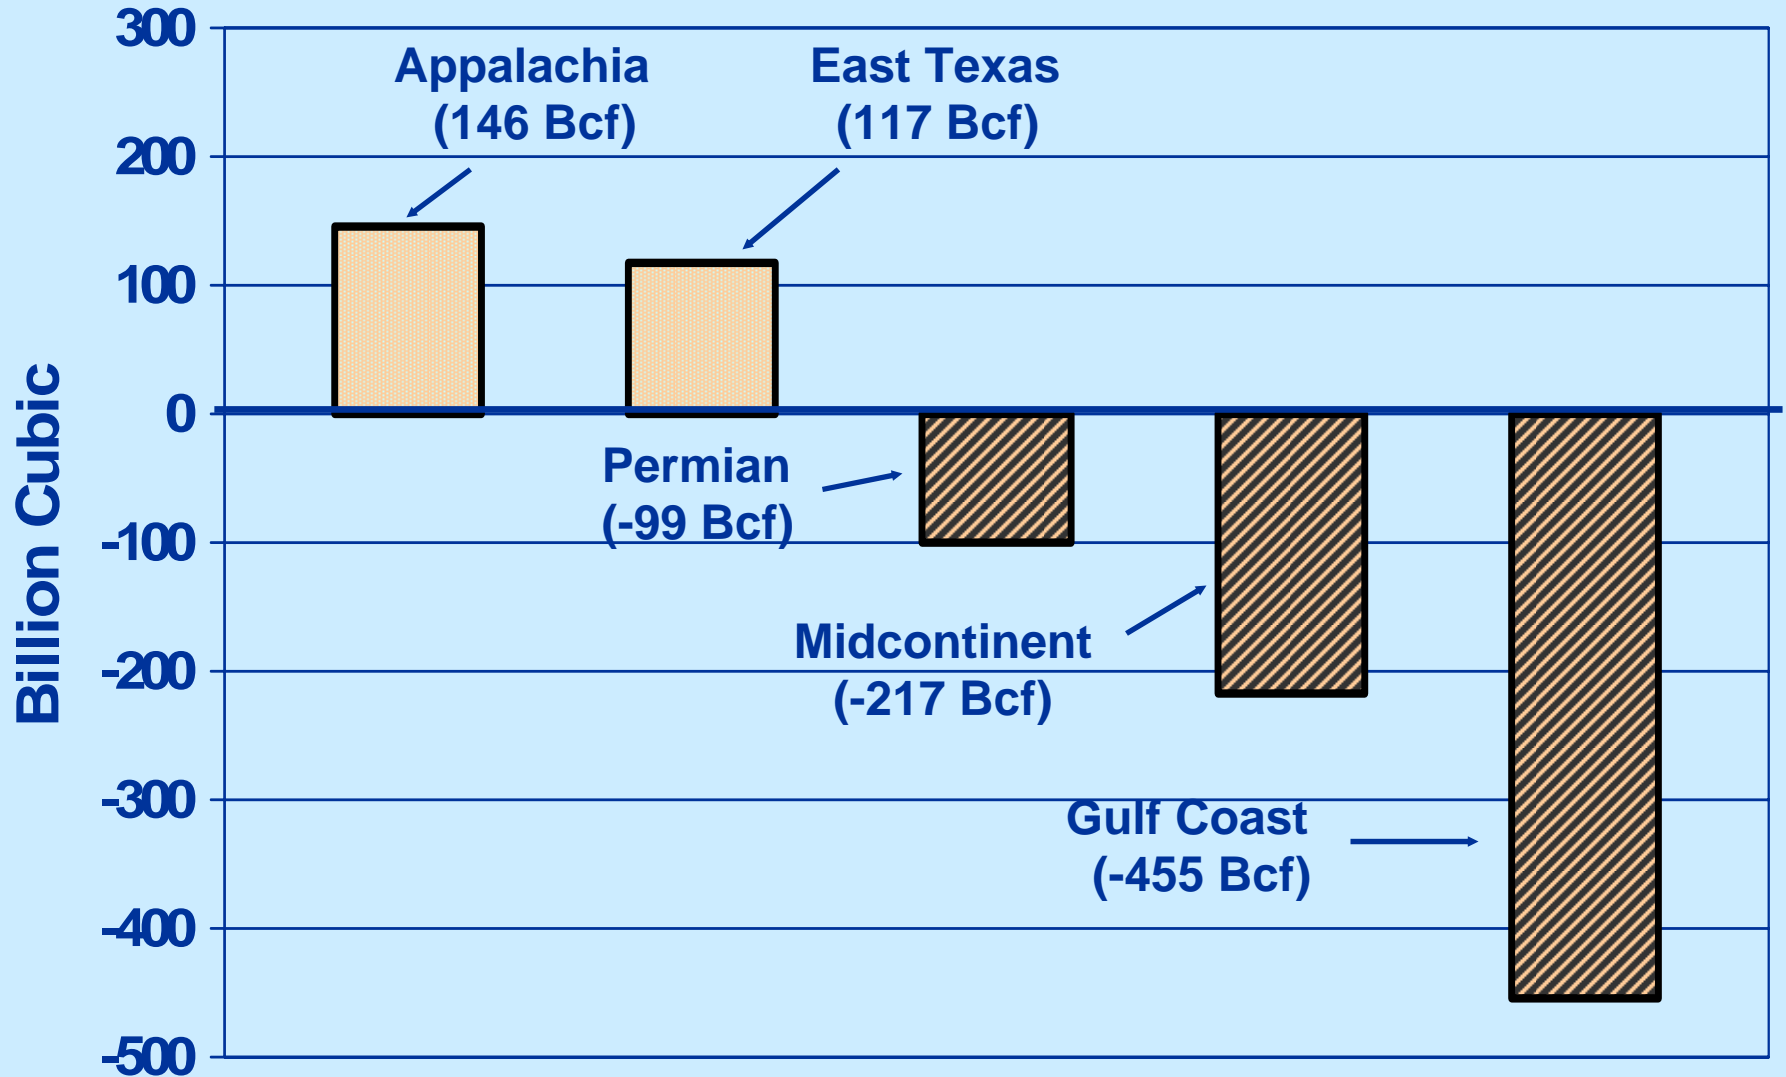 300
200
100
0
-100
-200
-300
-400
-500
Billion Cubic
Appalachia
(146 Bcf)
East Texas
(117 Bcf)
Permian
(-99 Bcf)
Midcontinent
(-217 Bcf)
Gulf Coast
(-455 Bcf)